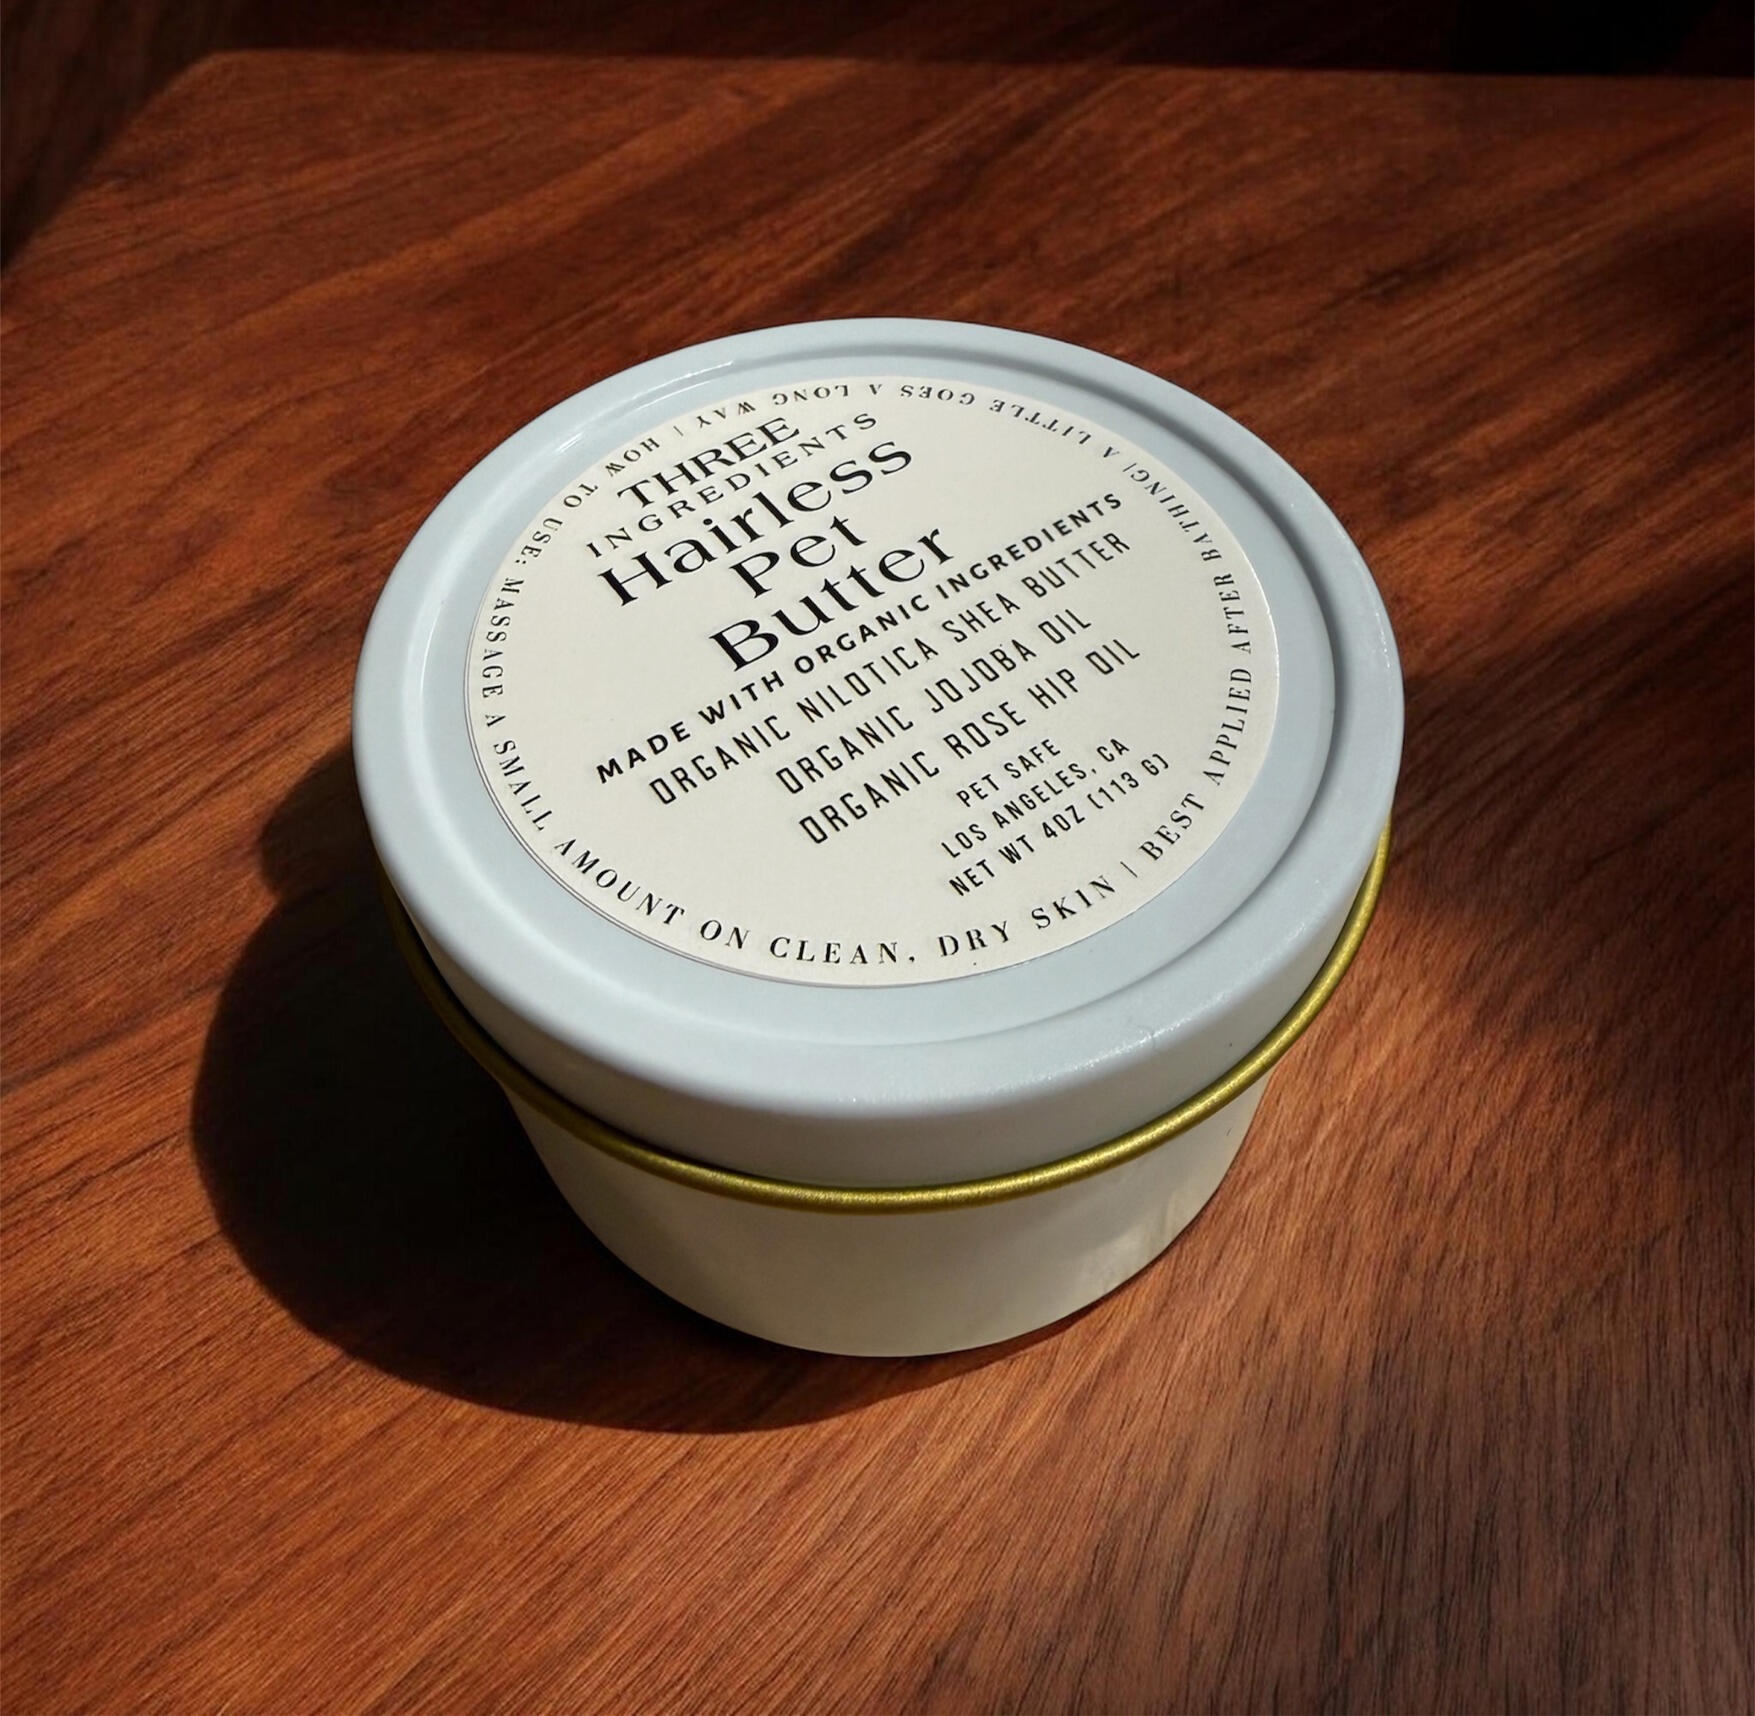 THREE
INGREDIENTS
Hairless
Pet
Butter
MADE WITH ORGANIC INGREDIENTS
ORGANIC NILOTICA SHEA BUTTER
ORGANIC JOJOBA OIL
ORGANIC ROSE HIP OIL
PET SAFE
LOS ANGELES, CA
NET WT 4OZ (113 G)
HOW TO USE: MASSAGE A SMALL AMOUNT ON CLEAN, DRY SKIN | BEST APPLIED AFTER BATHING! A LITTLE GOES A LONG WAY |